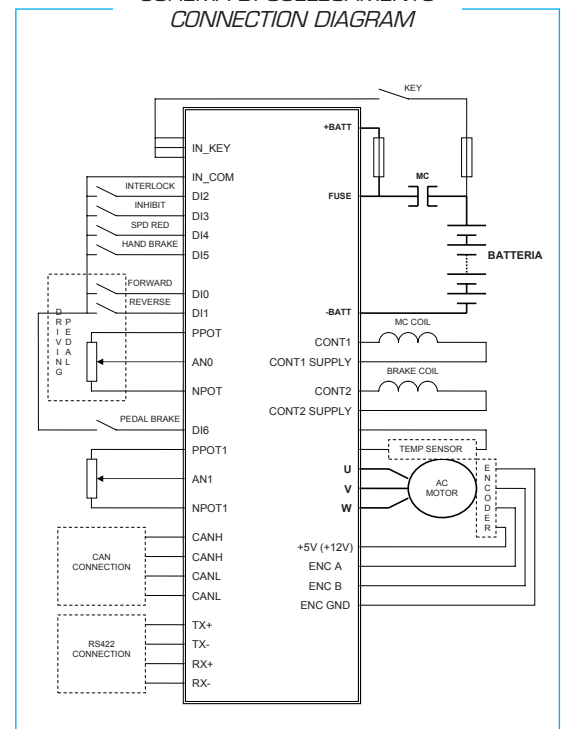 CONNECTION DIAGRAM
KEY
+BATT
IN_KEY
IN_COM
INTERLOCK
DI2
FUSE
MC
INHIBIT
DI3
SPD RED
DI4
HAND BRAKE
DI5
BATTERIA
FORWARD
DI0
REVERSE
DI1
-BATT
DRIVING
PEDAL
PPOT
MC COIL
CONT1
AN0
CONT1 SUPPLY
BRAKE COIL
NPOT
CONT2
CONT2 SUPPLY
PEDAL BRAKE
DI6
PPOT1
TEMP SENSOR
U
AN1
V
AC
MOTOR
ENCODER
NPOT1
W
CANH
+5V (+12V)
CAN
CONNECTION
CANH
ENC A
CANL
ENC B
CANL
ENC GND
TX+
RS422
CONNECTION
TX-
RX+
RX-